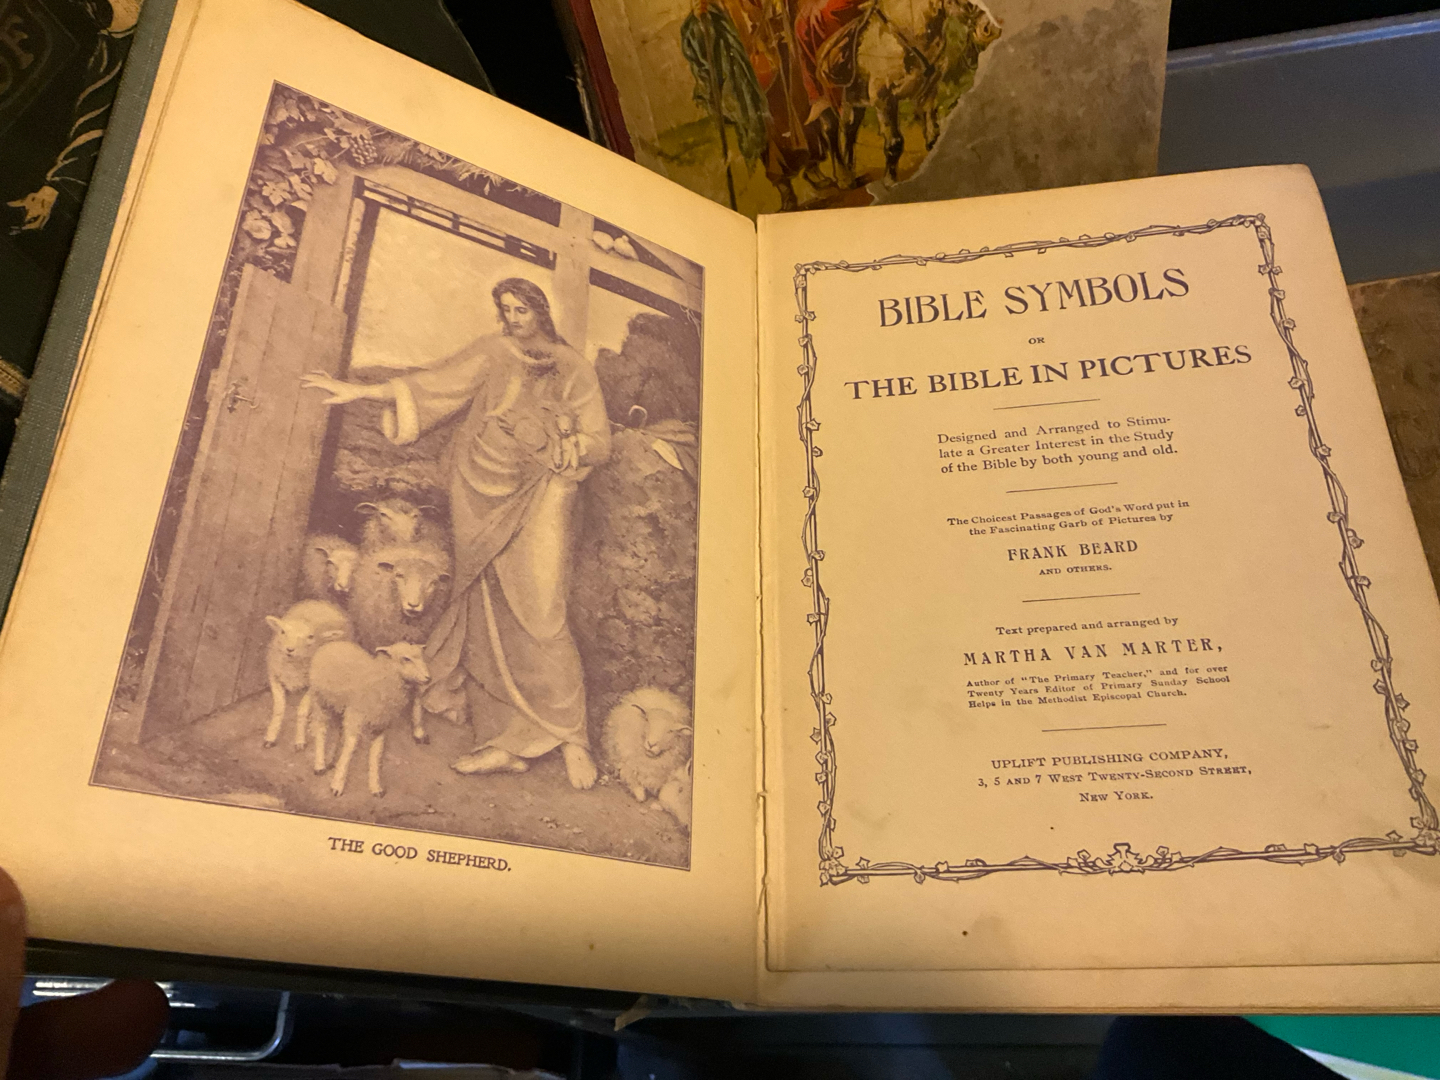 OF
THE GOOD SHEPHERD.
BIBLE SYMBOLS
OR
THE BIBLE IN PICTURES
Designed and Arranged to Stimu-
late a Greater Interest in the Study
of the Bible by both young and old.
The Choicest Passages of God's Word put in
the Fascinating Garb of Pictures by
FRANK BEARD
AND OTHERS.
Text prepared and arranged by
MARTHA VAN MARTER,
Author of "The Primary Teacher," and for over
Twenty Years Editor of Primary Sunday School
Helps in the Methodist Episcopal Church.
UPLIFT PUBLISHING COMPANY,
3, 5 AND 7 WEST TWENTY-SECOND STREET,
NEW YORK.